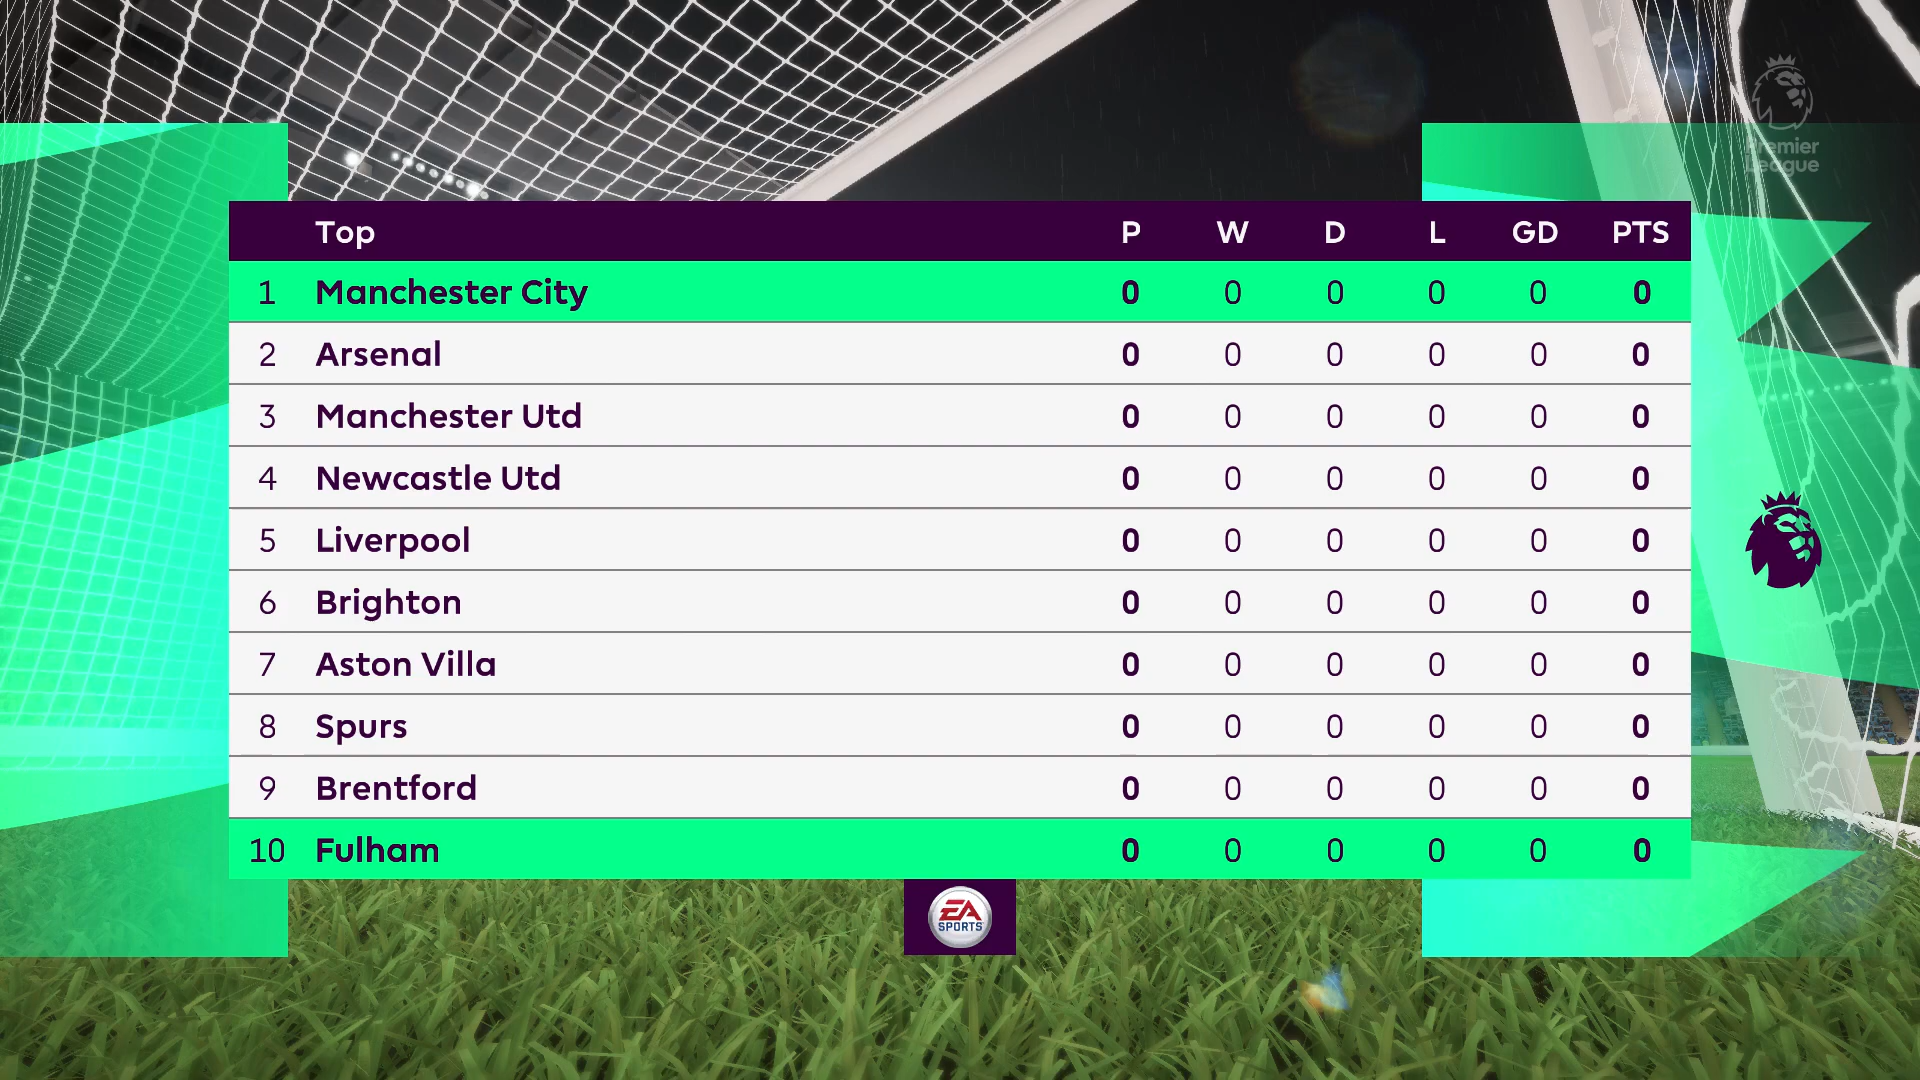 Premier
League
Top P W D L GD PTS
1 Manchester City 0 0 0 0 0 0
2 Arsenal 0 0 0 0 0 0
3 Manchester Utd 0 0 0 0 0 0
4 Newcastle Utd 0 0 0 0 0 0
5 Liverpool 0 0 0 0 0 0
6 Brighton 0 0 0 0 0 0
7 Aston Villa 0 0 0 0 0 0
8 Spurs 0 0 0 0 0 0
9 Brentford 0 0 0 0 0 0
10 Fulham 0 0 0 0 0 0
EA
SPORTS